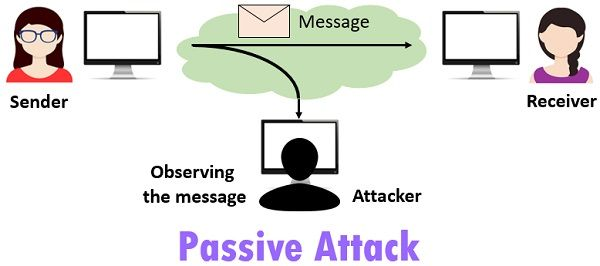 Message
Sender
Receiver
Observing
the message
Attacker
Passive Attack